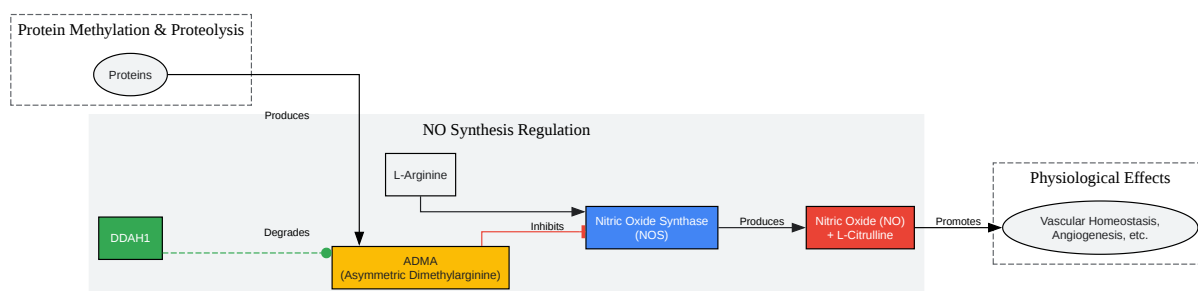 Protein Methylation & Proteolysis
Proteins
Produces
NO Synthesis Regulation
L-Arginine
DDAH1
Degrades
ADMA
(Asymmetric Dimethylarginine)
Inhibits
Nitric Oxide Synthase
(NOS)
Produces
Nitric Oxide (NO)
+ L-Citrulline
Promotes
Physiological Effects
Vascular Homeostasis,
Angiogenesis, etc.